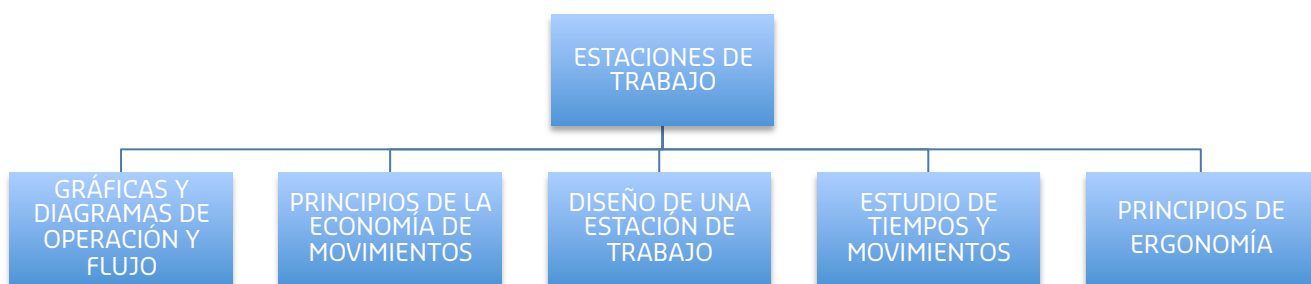 ESTACIONES DE
TRABAJO
GRÁFICAS Y
DIAGRAMAS DE
OPERACIÓN Y
FLUJO
PRINCIPIOS DE LA
ECONOMÍA DE
MOVIMIENTOS
DISEÑO DE UNA
ESTACIÓN DE
TRABAJO
ESTUDIO DE
TIEMPOS Y
MOVIMIENTOS
PRINCIPIOS DE
ERGONOMÍA